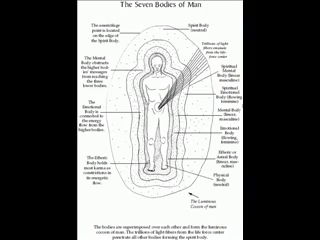 The Seven Bodies of Man
The assemblage
point is located
on the edge of
the Spirit Body.
Spirit Body
(neutral)
Trillions of light
fibers emanate
from the life
force center
The Mental
Body obstructs
the higher bod-
ies' messages
from reaching
the three
lower bodies.
Spiritual
Mental Body
(linear,
masculine)
Spiritual
Emotional
Body (flowing,
feminine)
Mental Body
(linear,
masculine)
The
Emotional
Body is
connected to
the energy
flow from the
higher bodies.
Emotional
Body
(flowing,
feminine)
The Etheric
Body holds
most
constrictions in
its energetic
flow.
Etheric or
Astral Body
(linear,
masculine)
Physical
Body
(neutral)
The Luminous
Cocoon of man
The bodies are superimposed over each other and form the luminous
cocoon of man. The trillions of light fibers from the life force center
penetrate all other bodies forming the spirit body.